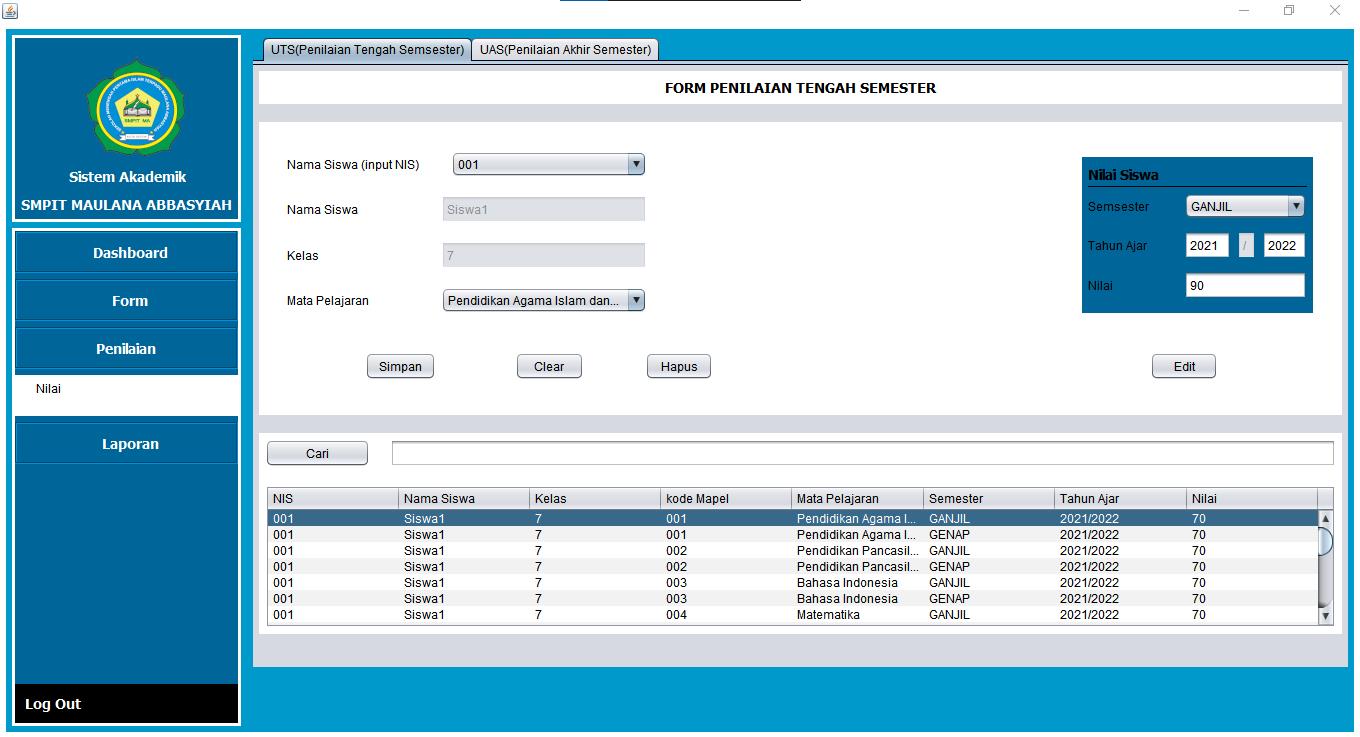 UTS(Penilaian Tengah Semsester) UAS(Penilaian Akhir Semester)
SMPIT MA
Sistem Akademik
SMPIT MAULANA ABBASYIAH
Dashboard
Form
Penilaian
Nilai
Laporan
Log Out
FORM PENILAIAN TENGAH SEMESTER
Nama Siswa (input NIS) 001
Nama Siswa Siswa1
Kelas 7
Mata Pelajaran Pendidikan Agama Islam dan...
Nilai Siswa
Semsester GANJIL
Tahun Ajar 2021 / 2022
Nilai 90
Simpan Clear Hapus Edit
Cari
NIS Nama Siswa Kelas kode Mapel Mata Pelajaran Semester Tahun Ajar Nilai
001 Siswa1 7 001 Pendidikan Agama I... GANJIL 2021/2022 70
001 Siswa1 7 001 Pendidikan Agama I... GENAP 2021/2022 70
001 Siswa1 7 002 Pendidikan Pancasil... GANJIL 2021/2022 70
001 Siswa1 7 002 Pendidikan Pancasil... GENAP 2021/2022 70
001 Siswa1 7 003 Bahasa Indonesia GANJIL 2021/2022 70
001 Siswa1 7 003 Bahasa Indonesia GENAP 2021/2022 70
001 Siswa1 7 004 Matematika GANJIL 2021/2022 70